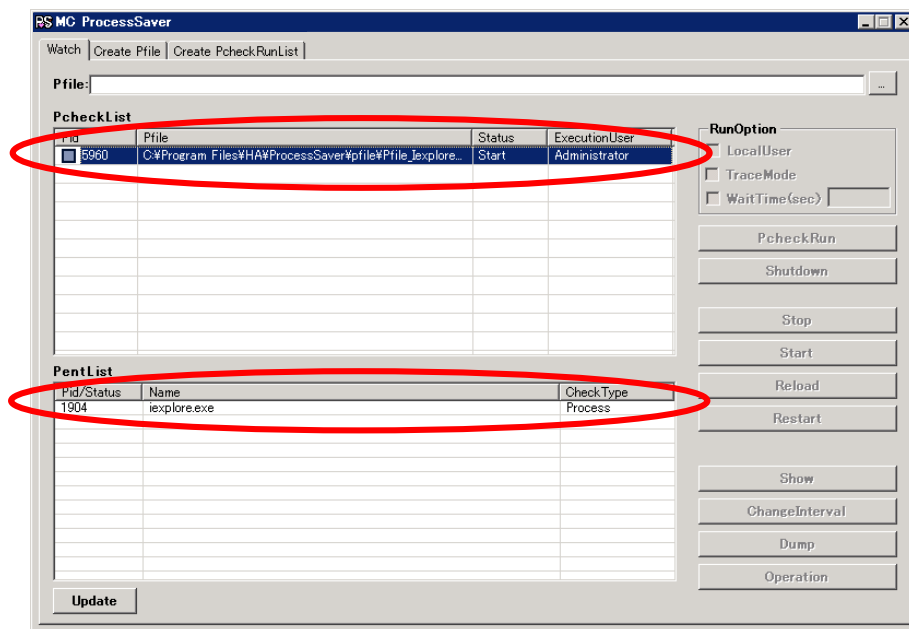 RS MC ProcessSaver
Watch Create Pfile Create PcheckRunList
Pfile: ...
PcheckList
Pid Pfile Status ExecutionUser
5960 C:¥Program Files¥HA¥ProcessSaver¥pfile¥Pfile_Iexplore... Start Administrator
RunOption
LocalUser
TraceMode
WaitTime(sec)
PcheckRun
Shutdown
Stop
Start
Reload
Restart
PentList
Pid/Status Name CheckType
1904 iexplore.exe Process
Show
ChangeInterval
Dump
Operation
Update